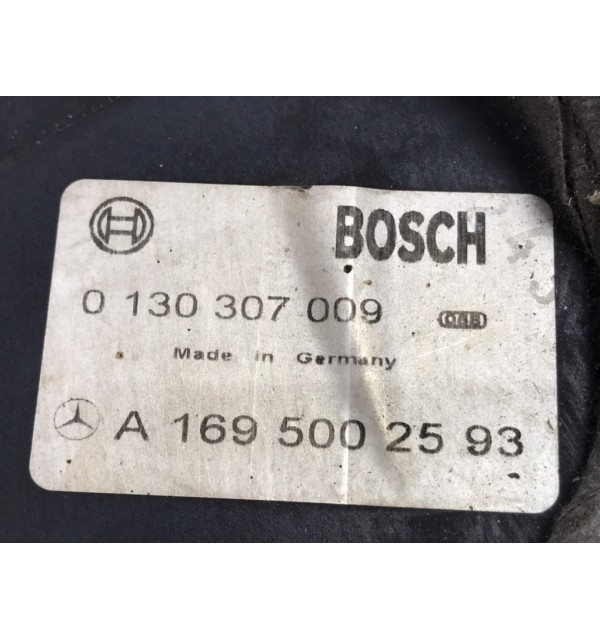 BOSCH
0 130 307 009
Made in Germany
A 169 500 25 93